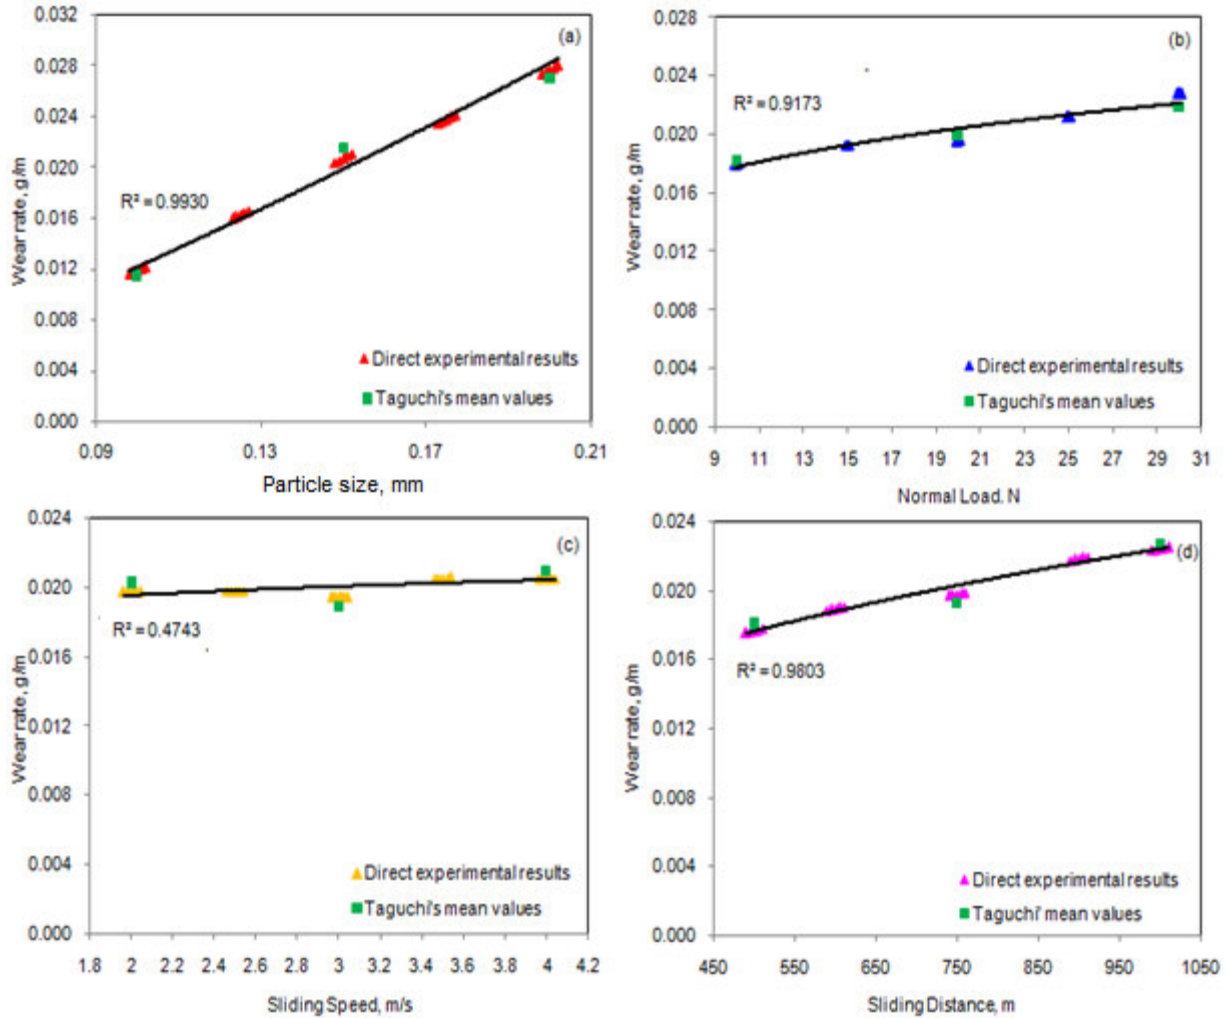 0.032
0.028
0.024
0.020
0.016
0.012
0.008
0.004
0.000
Wear rate, g/m
(a)
R² = 0.9930
Direct experimental results
Taguchi's mean values
0.09 0.13 0.17 0.21
Particle size, mm
0.028
0.024
0.020
0.016
0.012
0.008
0.004
0.000
Wear rate, g/m
(b)
R² = 0.9173
Direct experimental results
Taguchi's mean values
9 11 13 15 17 19 21 23 25 27 29 31
Normal Load. N
0.024
0.020
0.016
0.012
0.008
0.004
0.000
Wear rate, g/m
(c)
R² = 0.4743
Direct experimental results
Taguchi's mean values
1.8 2 2.2 2.4 2.6 2.8 3 3.2 3.4 3.6 3.8 4 4.2
Sliding Speed, m/s
0.024
0.020
0.016
0.012
0.008
0.004
0.000
Wear rate, g/m
(d)
R² = 0.9803
Direct experimental results
Taguchi' mean values
450 550 650 750 850 950 1050
Sliding Distance, m